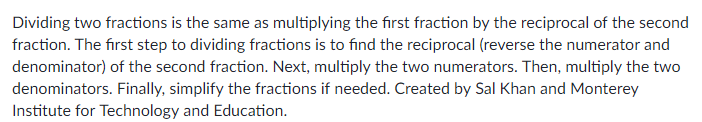 Dividing two fractions is the same as multiplying the first fraction by the reciprocal of the second
fraction. The first step to dividing fractions is to find the reciprocal (reverse the numerator and
denominator) of the second fraction. Next, multiply the two numerators. Then, multiply the two
denominators. Finally, simplify the fractions if needed. Created by Sal Khan and Monterey
Institute for Technology and Education.